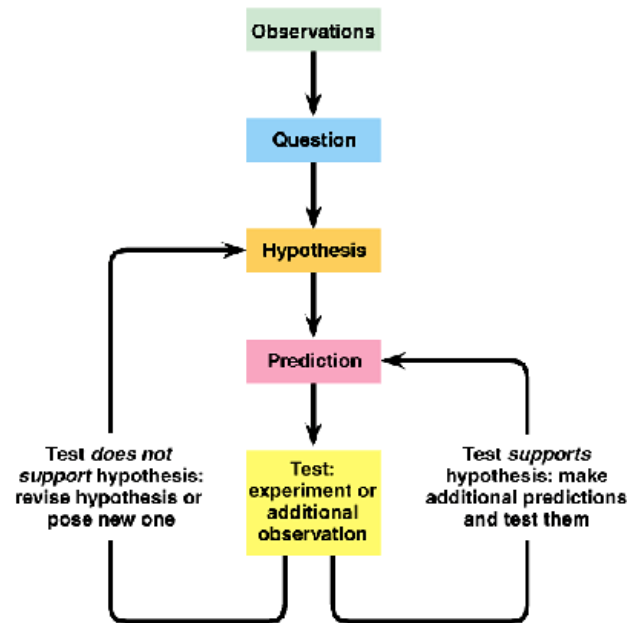 Observations
Question
Hypothesis
Prediction
Test does not
support hypothesis:
revise hypothesis or
pose new one
Test:
experiment or
additional
observation
Test supports
hypothesis: make
additional predictions
and test them